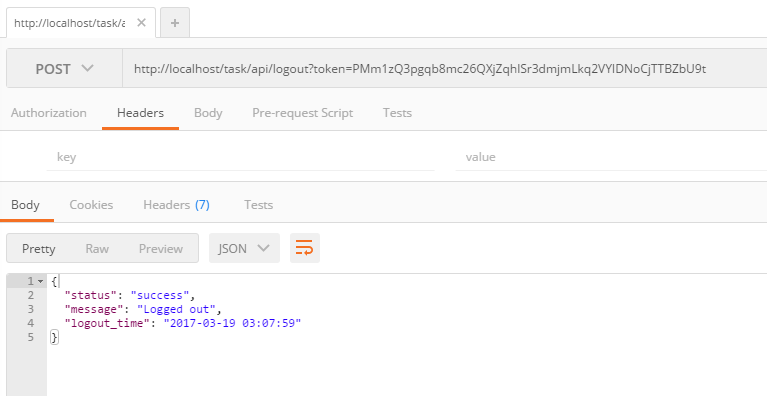 http://localhost/task/a
POST http://localhost/task/api/logout?token=PMm1zQ3pgqb8mc26QXjZqhlSr3dmjmLkq2VYlDNoCjTTBZbU9t
Authorization Headers Body Pre-request Script Tests
key value
Body Cookies Headers (7) Tests
Pretty Raw Preview JSON
1 {
2 "status": "success",
3 "message": "Logged out",
4 "logout_time": "2017-03-19 03:07:59"
5 }